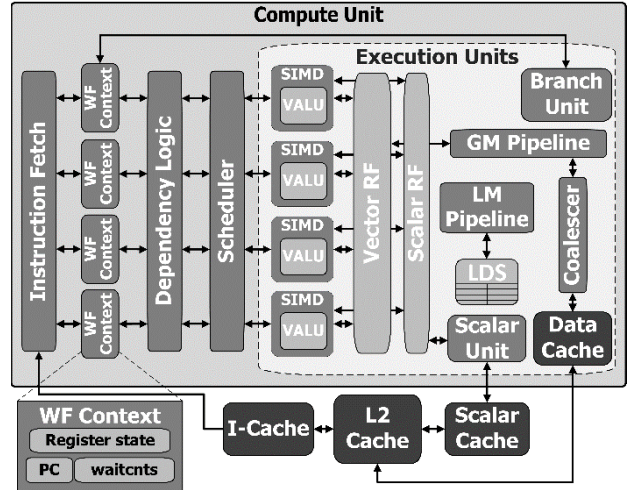 Compute Unit
Execution Units
Instruction Fetch
WF
Context
WF
Context
WF
Context
WF
Context
Dependency Logic
Scheduler
SIMD
VALU
SIMD
VALU
SIMD
VALU
SIMD
VALU
Vector RF
Scalar RF
Branch
Unit
GM Pipeline
LM
Pipeline
LDS
Coalescer
Scalar
Unit
Data
Cache
WF Context
Register state
PC
waitcnts
I-Cache
L2
Cache
Scalar
Cache